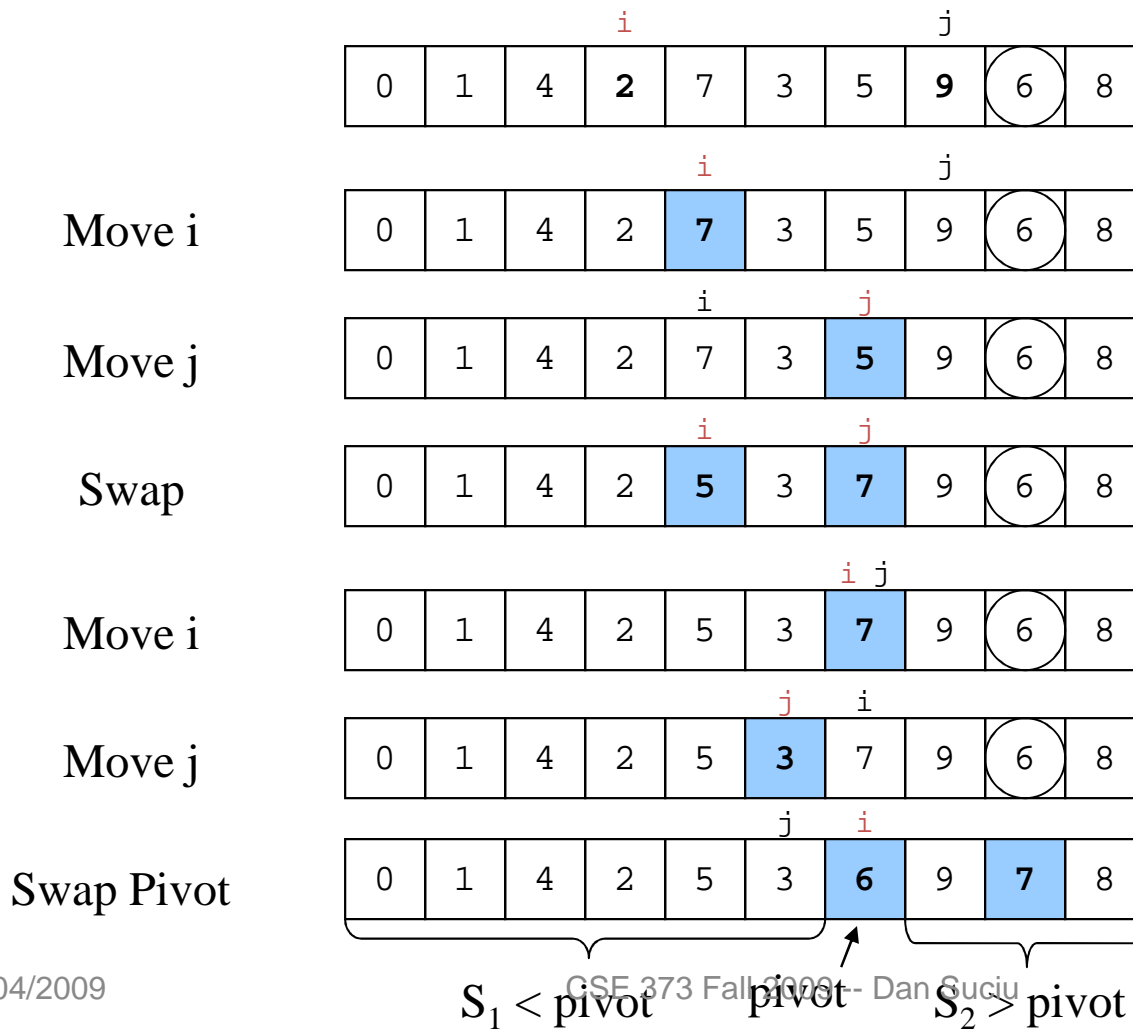 i j
0 1 4 2 7 3 5 9 6 8
i j
Move i 0 1 4 2 7 3 5 9 6 8
i j
Move j 0 1 4 2 7 3 5 9 6 8
i j
Swap 0 1 4 2 5 3 7 9 6 8
i j
Move i 0 1 4 2 5 3 7 9 6 8
j i
Move j 0 1 4 2 5 3 7 9 6 8
j i
Swap Pivot 0 1 4 2 5 3 6 9 7 8
S₁ < pivot pivot S₂ > pivot
04/2009 CSE 373 Fall 2009 -- Dan Suciu